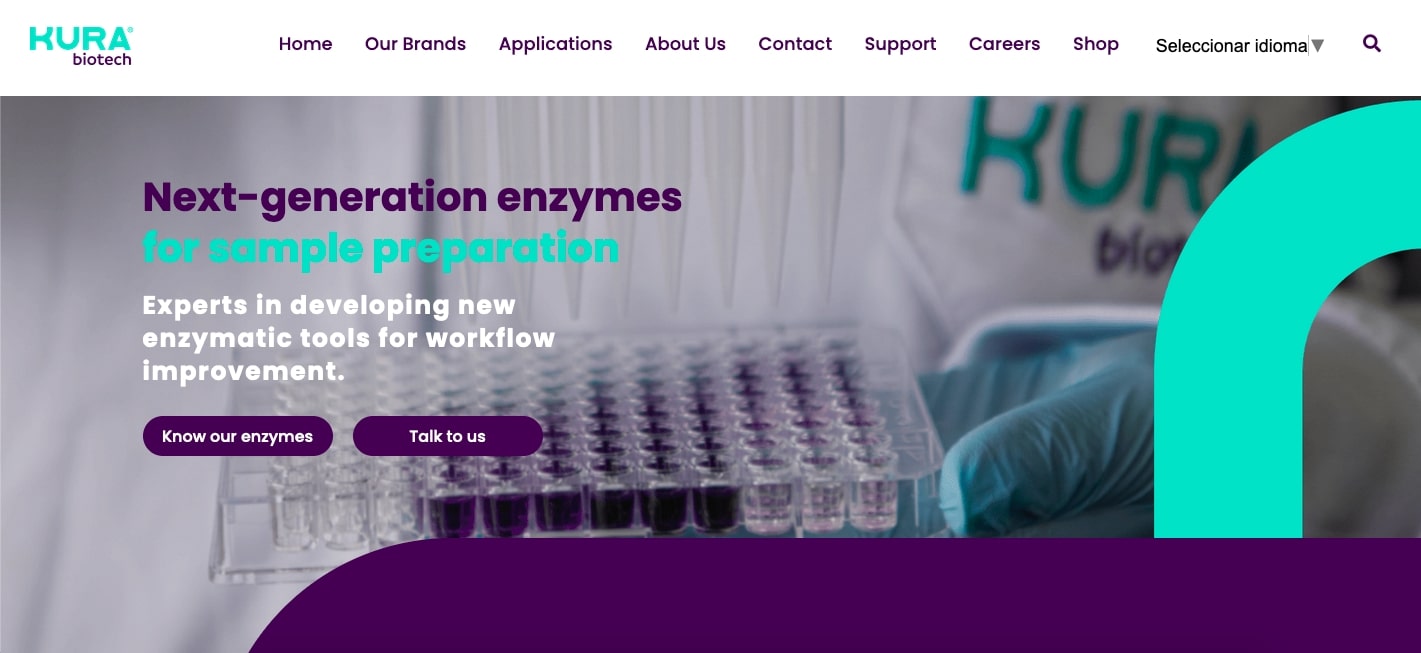 KURA®
biotech
Home Our Brands Applications About Us Contact Support Careers Shop Seleccionar idioma ▼
KURA
Next-generation enzymes
for sample preparation
Experts in developing new
enzymatic tools for workflow
improvement.
Know our enzymes Talk to us